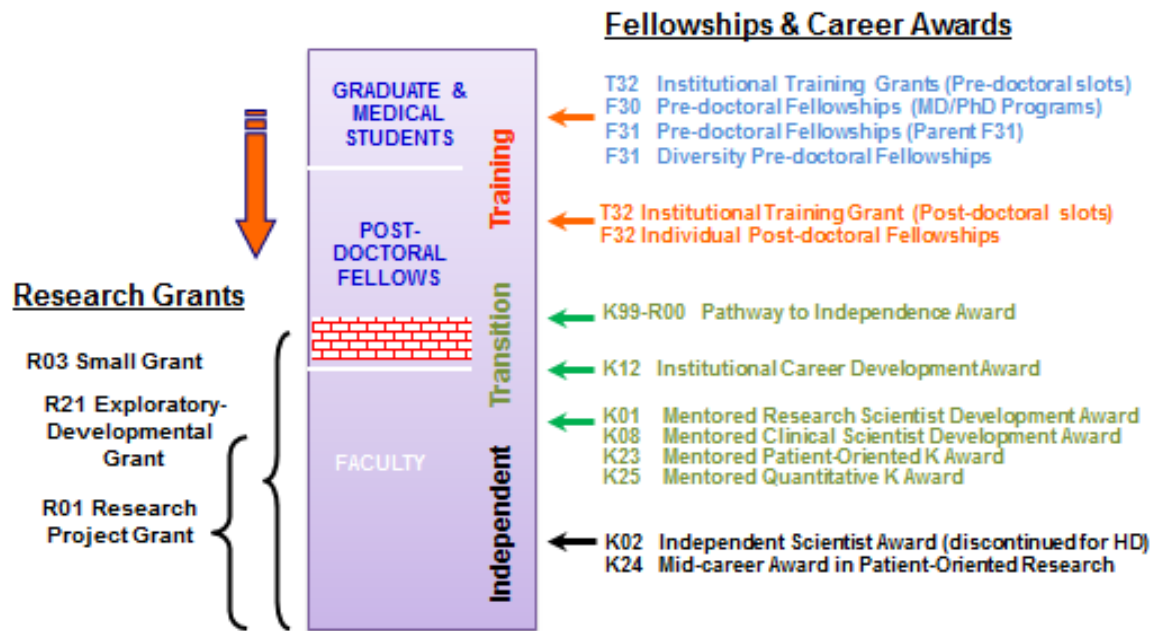 Fellowships & Career Awards
GRADUATE &
MEDICAL
STUDENTS
POST-
DOCTORAL
FELLOWS
FACULTY
Training
Transition
Independent
T32 Institutional Training Grants (Pre-doctoral slots)
F30 Pre-doctoral Fellowships (MD/PhD Programs)
F31 Pre-doctoral Fellowships (Parent F31)
F31 Diversity Pre-doctoral Fellowships
T32 Institutional Training Grant (Post-doctoral slots)
F32 Individual Post-doctoral Fellowships
K99-R00 Pathway to Independence Award
K12 Institutional Career Development Award
K01 Mentored Research Scientist Development Award
K08 Mentored Clinical Scientist Development Award
K23 Mentored Patient-Oriented K Award
K25 Mentored Quantitative K Award
K02 Independent Scientist Award (discontinued for HD)
K24 Mid-career Award in Patient-Oriented Research
Research Grants
R03 Small Grant
R21 Exploratory-
Developmental
Grant
R01 Research
Project Grant